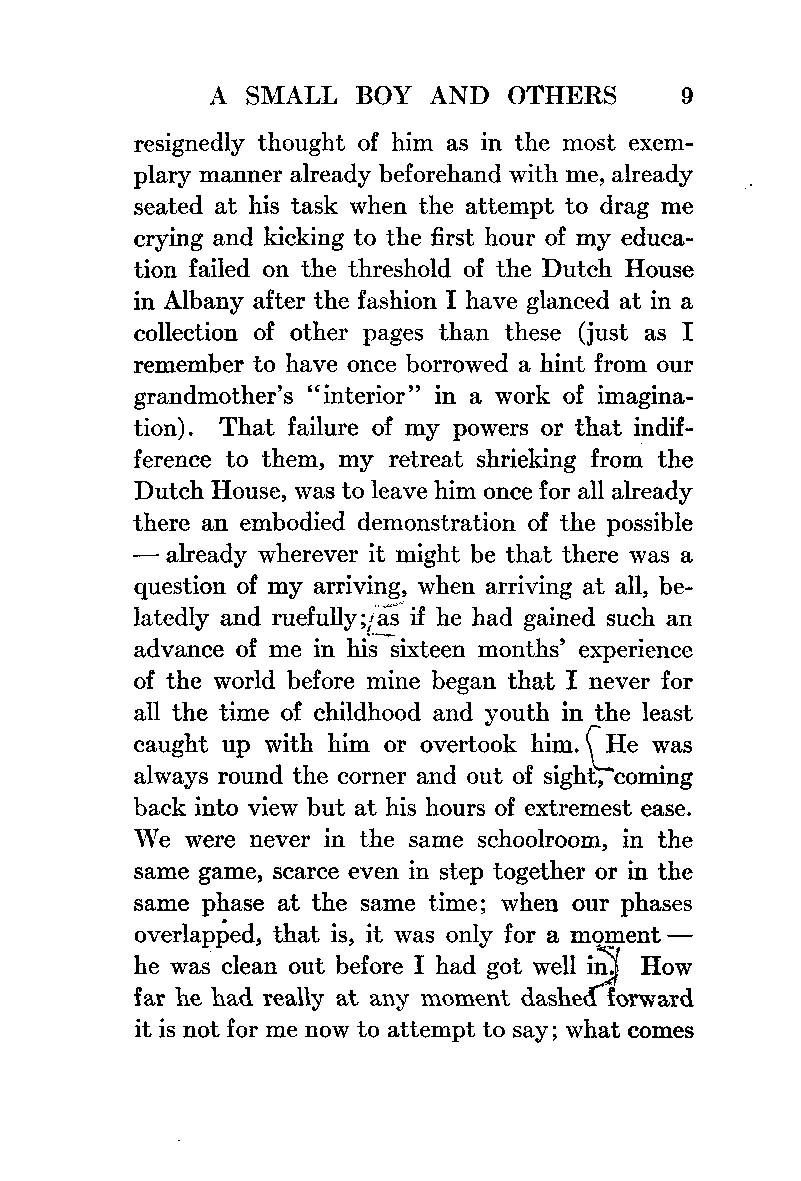 A SMALL BOY AND OTHERS 9
resignedly thought of him as in the most exem-
plary manner already beforehand with me, already
seated at his task when the attempt to drag me
crying and kicking to the first hour of my educa-
tion failed on the threshold of the Dutch House
in Albany after the fashion I have glanced at in a
collection of other pages than these (just as I
remember to have once borrowed a hint from our
grandmother's "interior" in a work of imagina-
tion). That failure of my powers or that indif-
ference to them, my retreat shrieking from the
Dutch House, was to leave him once for all already
there an embodied demonstration of the possible
— already wherever it might be that there was a
question of my arriving, when arriving at all, be-
latedly and ruefully; as if he had gained such an
advance of me in his sixteen months' experience
of the world before mine began that I never for
all the time of childhood and youth in the least
caught up with him or overtook him. He was
always round the corner and out of sight, coming
back into view but at his hours of extremest ease.
We were never in the same schoolroom, in the
same game, scarce even in step together or in the
same phase at the same time; when our phases
overlapped, that is, it was only for a moment —
he was clean out before I had got well in. How
far he had really at any moment dashed forward
it is not for me now to attempt to say; what comes